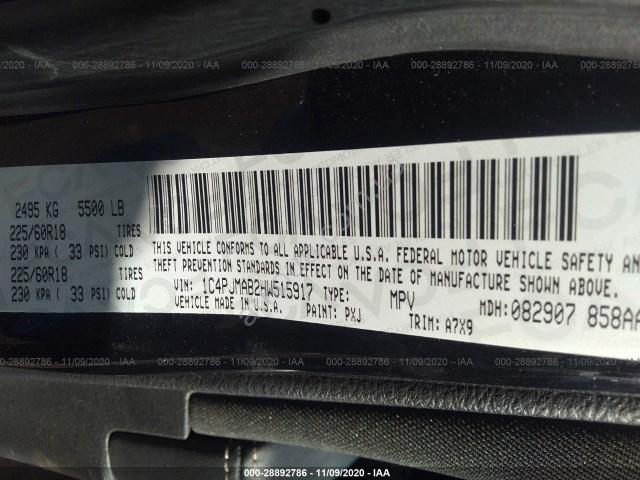 000-28892786 - 11/09/2020 - IAA
2495 KG 5500 LB
225/60R18 TIRES
230 KPA ( 33 PSI) COLD
225/60R18 TIRES
230 KPA ( 33 PSI) COLD
THIS VEHICLE CONFORMS TO ALL APPLICABLE U.S.A. FEDERAL MOTOR VEHICLE SAFETY AN
THEFT PREVENTION STANDARDS IN EFFECT ON THE DATE OF MANUFACTURE SHOWN ABOVE.
VIN: 1C4PJMAB2HW515917 TYPE: MPV MDH:082907 858AA
VEHICLE MADE IN U.S.A. PAINT: PXJ TRIM: A7X9
000-28892786 - 11/09/2020 - IAA